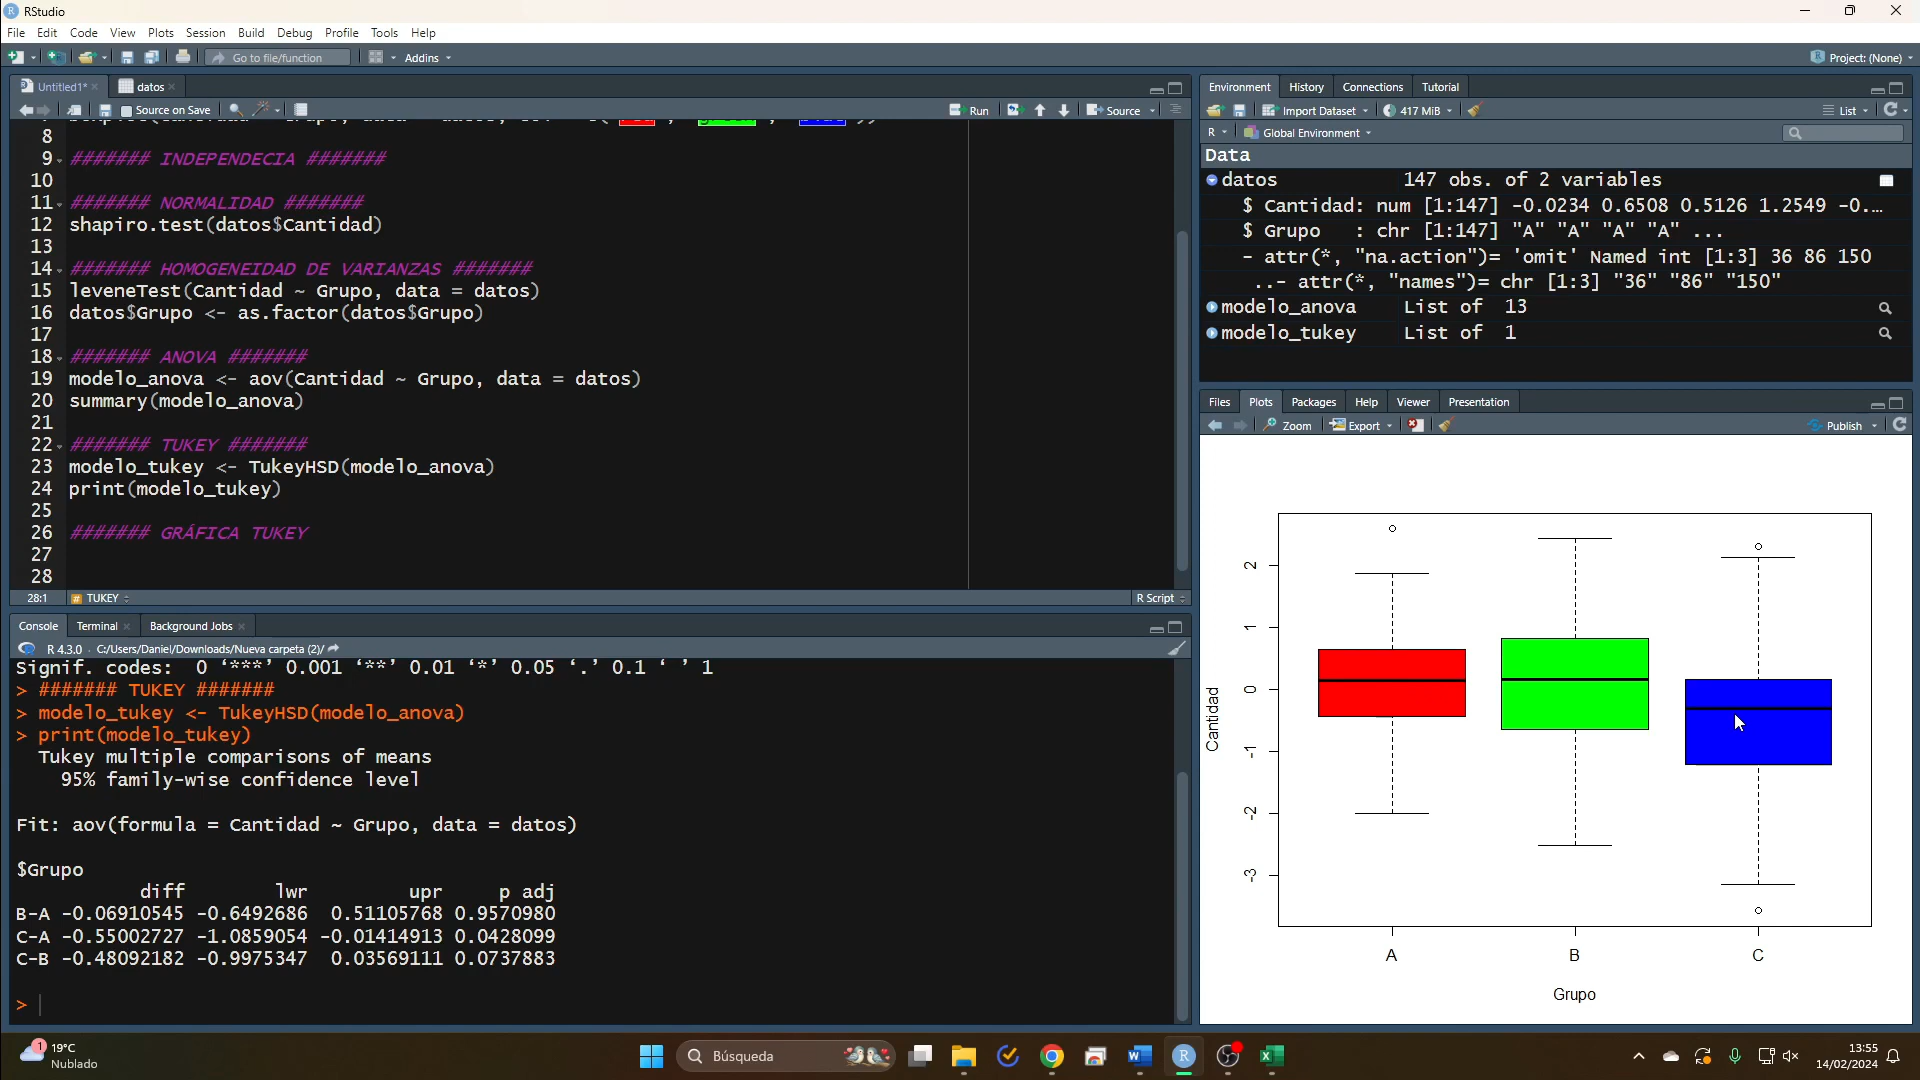 RStudio
File Edit Code View Plots Session Build Debug Profile Tools Help
Go to file/function Addins Project: (None)
Untitled1* datos
Source on Save Run Source
8
9 ####### INDEPENDECIA #######
10
11 ####### NORMALIDAD #######
12 shapiro.test(datos$Cantidad)
13
14 ####### HOMOGENEIDAD DE VARIANZAS #######
15 leveneTest(Cantidad ~ Grupo, data = datos)
16 datos$Grupo <- as.factor(datos$Grupo)
17
18 ####### ANOVA #######
19 modelo_anova <- aov(Cantidad ~ Grupo, data = datos)
20 summary(modelo_anova)
21
22 ####### TUKEY #######
23 modelo_tukey <- TukeyHSD(modelo_anova)
24 print(modelo_tukey)
25
26 ####### GRÁFICA TUKEY
27
28
28:1 # TUKEY R Script
Console Terminal Background Jobs
R 4.3.0 · C:/Users/Daniel/Downloads/Nueva carpeta (2)/
Signif. codes: 0 ‘***’ 0.001 ‘**’ 0.01 ‘*’ 0.05 ‘.’ 0.1 ‘ ’ 1
> ####### TUKEY #######
> modelo_tukey <- TukeyHSD(modelo_anova)
> print(modelo_tukey)
Tukey multiple comparisons of means
95% family-wise confidence level
Fit: aov(formula = Cantidad ~ Grupo, data = datos)
$Grupo
diff lwr upr p adj
B-A -0.06910545 -0.6492686 0.51105768 0.9570980
C-A -0.55002727 -1.0859054 -0.01414913 0.0428099
C-B -0.48092182 -0.9975347 0.03569111 0.0737883
>
Environment History Connections Tutorial
Import Dataset 417 MiB List
R Global Environment
Data
datos 147 obs. of 2 variables
$ Cantidad: num [1:147] -0.0234 0.6508 0.5126 1.2549 -0.…
$ Grupo : chr [1:147] "A" "A" "A" "A" ...
- attr(*, "na.action")= 'omit' Named int [1:3] 36 86 150
..- attr(*, "names")= chr [1:3] "36" "86" "150"
modelo_anova List of 13
modelo_tukey List of 1
Files Plots Packages Help Viewer Presentation
Zoom Export Publish
Cantidad
2
1
0
-1
-2
-3
A B C
Grupo
1 19°C
Nublado
Búsqueda
13:55
14/02/2024